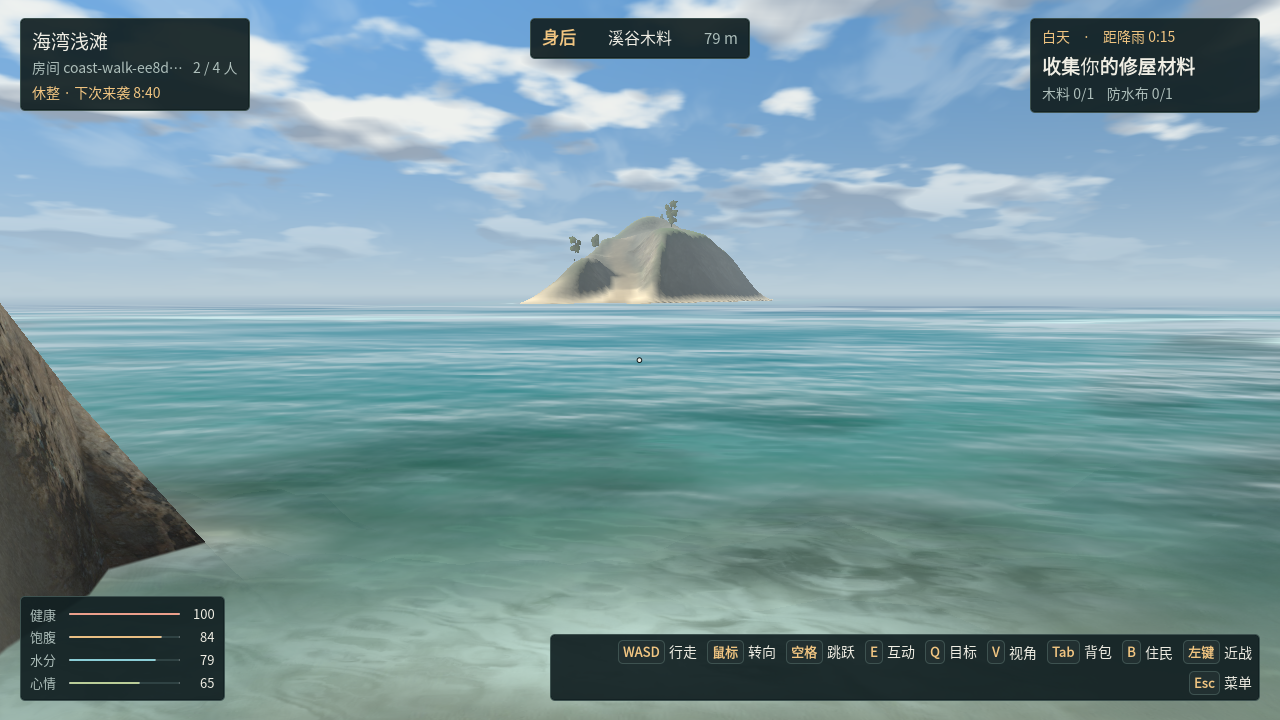 海湾浅滩
房间 coast-walk-ee8d… 2 / 4 人
休整 · 下次来袭 8:40
身后 溪谷木料 79 m
白天 · 距降雨 0:15
收集你的修屋材料
木料 0/1 防水布 0/1
健康 100
饱腹 84
水分 79
心情 65
WASD 行走 鼠标 转向 空格 跳跃 E 互动 Q 目标 V 视角 Tab 背包 B 住民 左键 近战
Esc 菜单